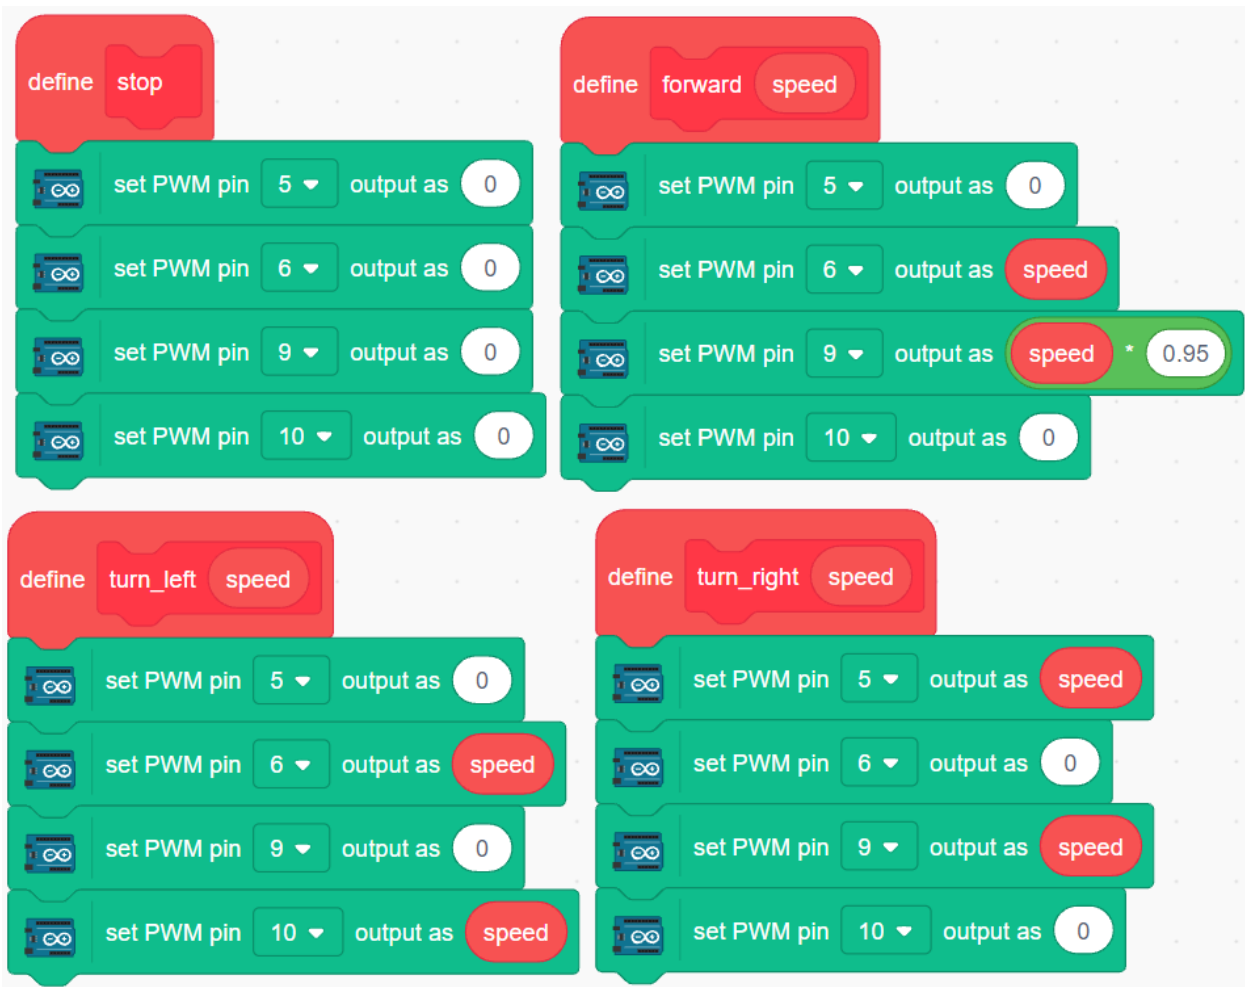 define stop
set PWM pin 5 output as 0
set PWM pin 6 output as 0
set PWM pin 9 output as 0
set PWM pin 10 output as 0
define forward speed
set PWM pin 5 output as 0
set PWM pin 6 output as speed
set PWM pin 9 output as speed * 0.95
set PWM pin 10 output as 0
define turn_left speed
set PWM pin 5 output as 0
set PWM pin 6 output as speed
set PWM pin 9 output as 0
set PWM pin 10 output as speed
define turn_right speed
set PWM pin 5 output as speed
set PWM pin 6 output as 0
set PWM pin 9 output as speed
set PWM pin 10 output as 0